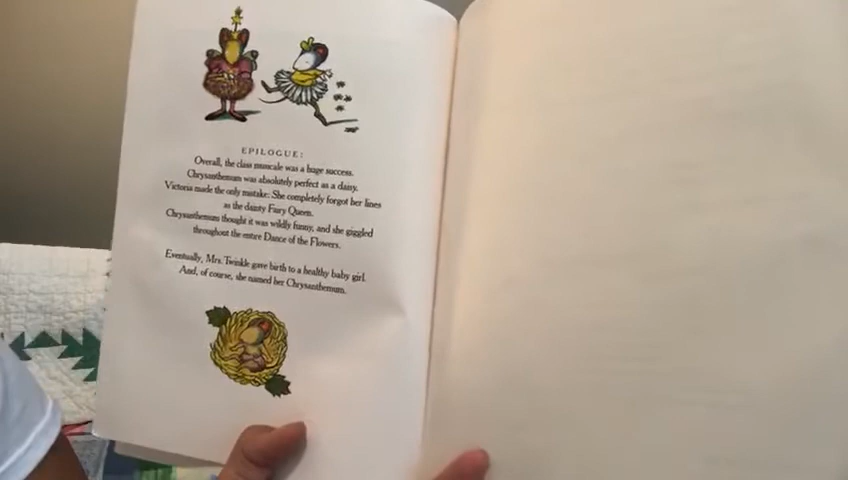 EPILOGUE:
Overall, the class musicale was a huge success.
Chrysanthemum was absolutely perfect as a daisy.
Victoria made the only mistake: She completely forgot her lines
as the dainty Fairy Queen.
Chrysanthemum thought it was wildly funny, and she giggled
throughout the entire Dance of the Flowers.
Eventually, Mrs. Twinkle gave birth to a healthy baby girl.
And, of course, she named her Chrysanthemum.